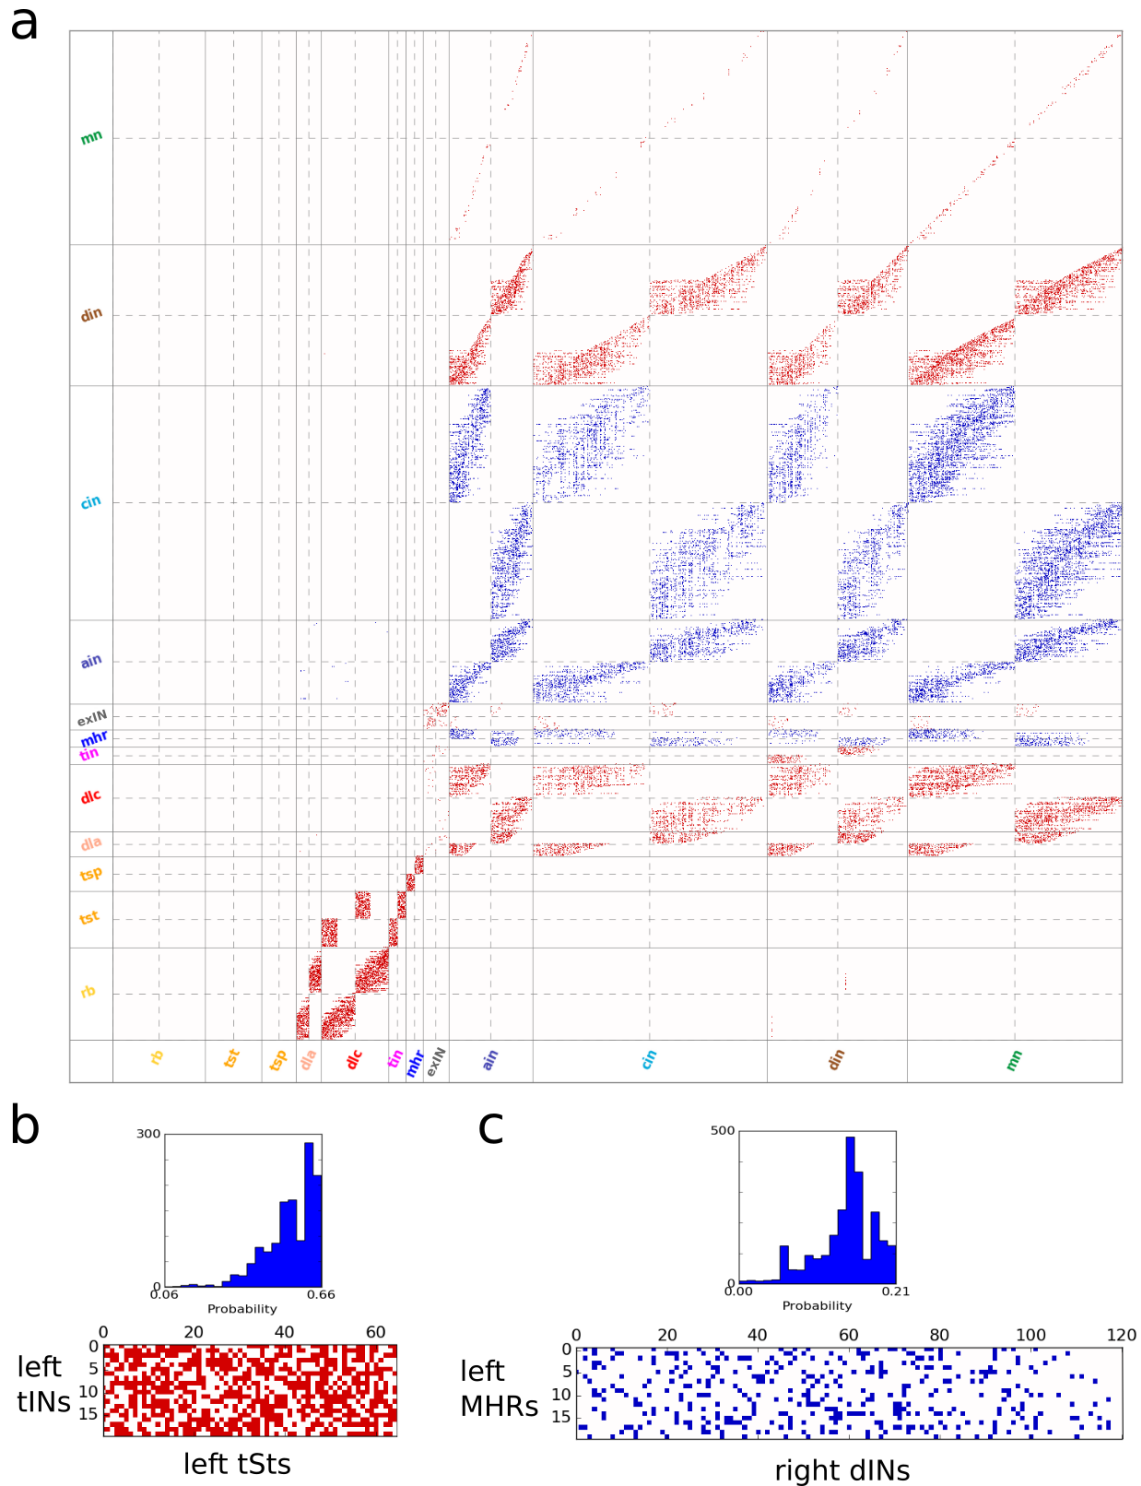 a
mn
din
cin
ain
exIN
mhr
tin
dlc
dla
tsp
tst
rb
rb tst tsp dla dlc tin mhr exIN ain cin din mn
b
300
0
0.06 0.66
Probability
0 20 40 60
0
5
10
15
left
tINs
left tSts
c
500
0
0.00 0.21
Probability
0 20 40 60 80 100 120
0
5
10
15
left
MHRs
right dINs